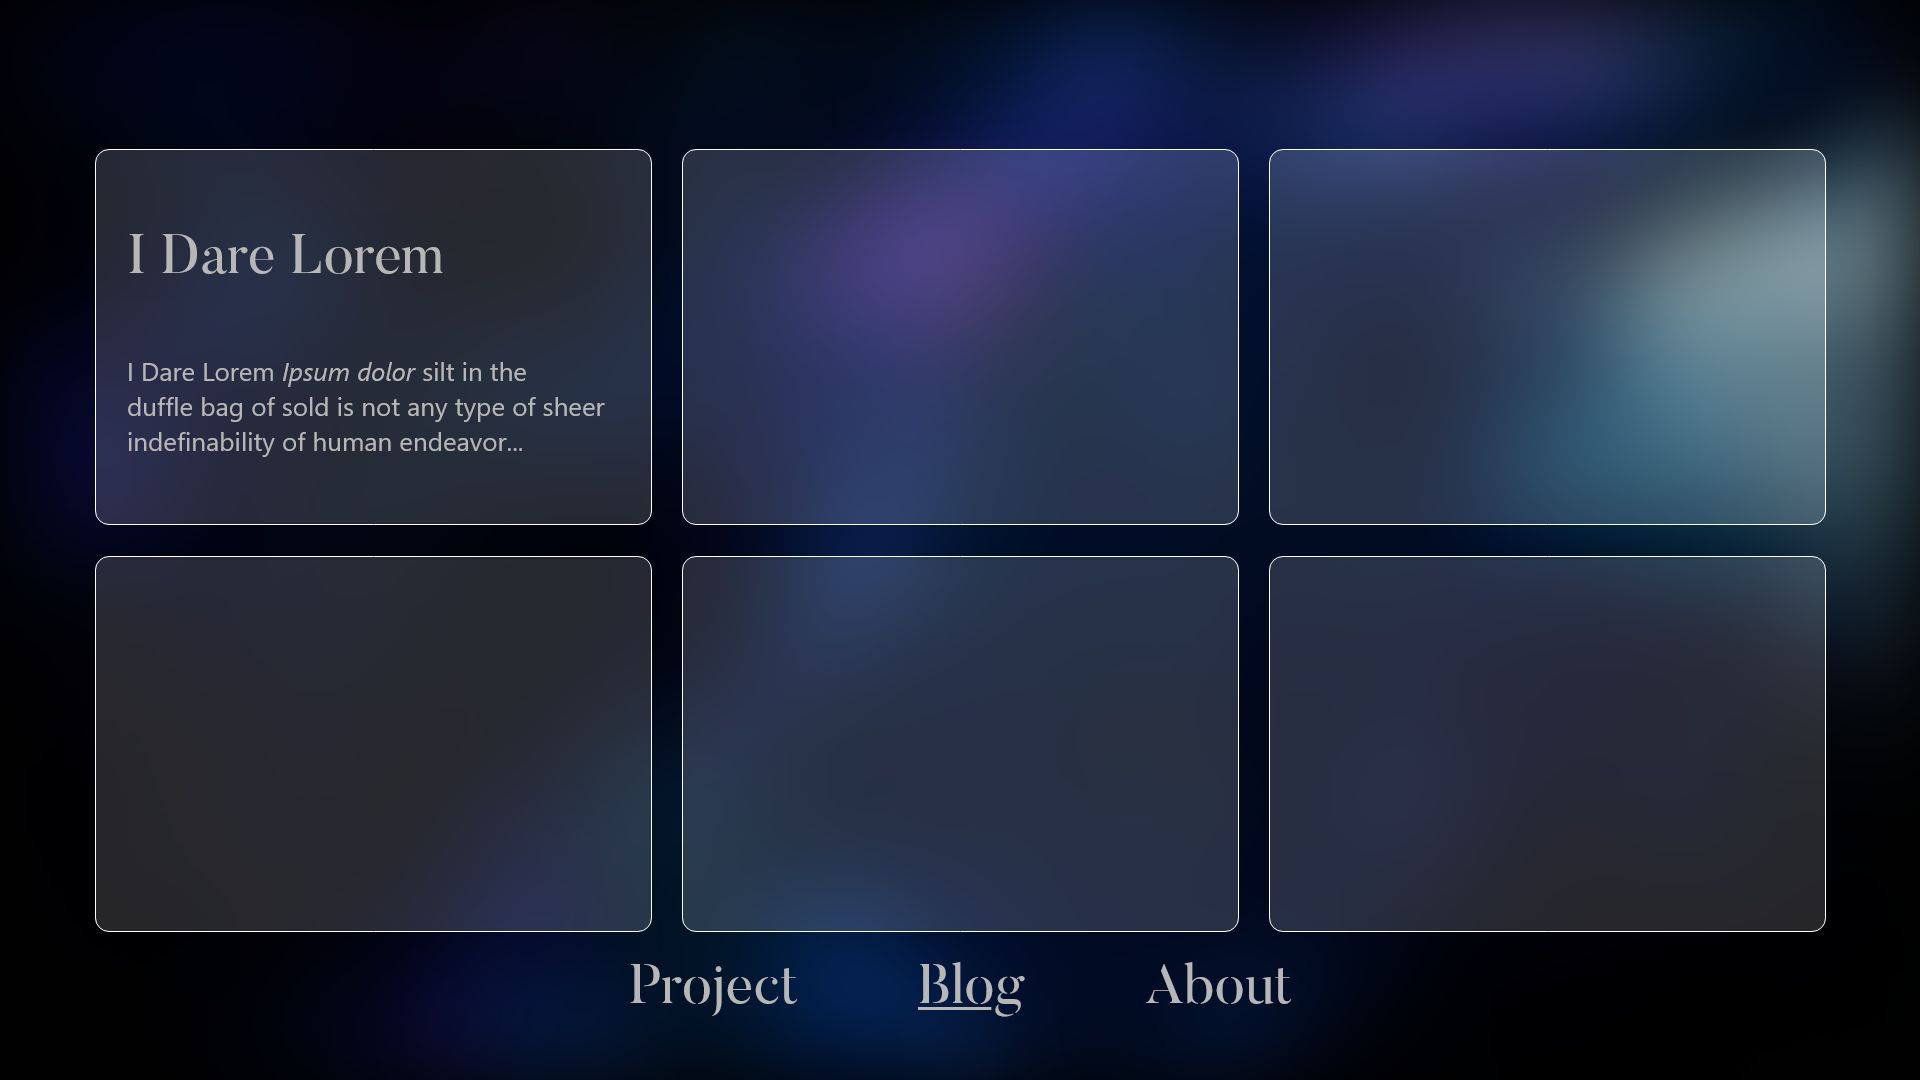 I Dare Lorem
I Dare Lorem Ipsum dolor silt in the
duffle bag of sold is not any type of sheer
indefinability of human endeavor...
Project Blog About